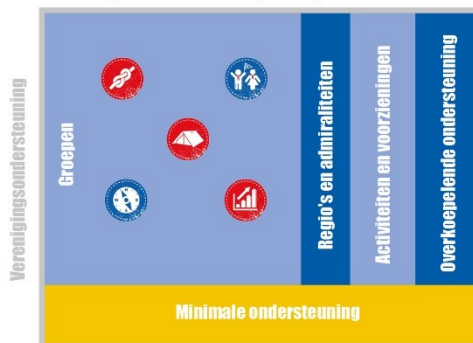 Verenigingsondersteuning
Groepen
Regio's en admiraliteiten
Activiteiten en voorzieningen
Overkoepelende ondersteuning
Minimale ondersteuning